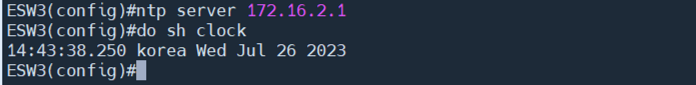 ESW3(config)#ntp server 172.16.2.1
ESW3(config)#do sh clock
14:43:38.250 korea Wed Jul 26 2023
ESW3(config)#